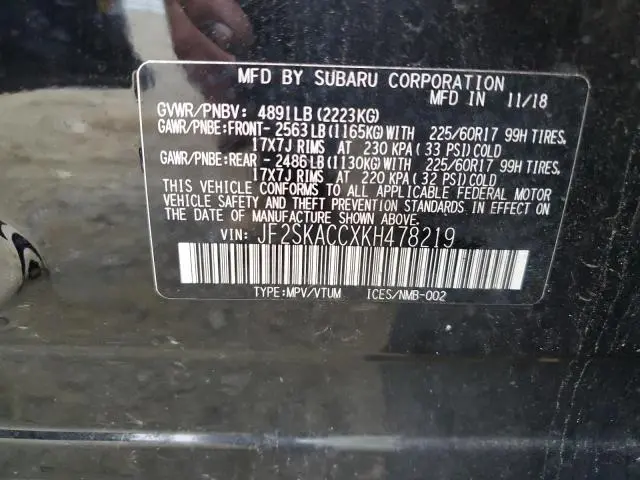 MFD BY SUBARU CORPORATION
MFD IN 11/18
GVWR/PNBV: 4891LB(2223KG)
GAWR/PNBE:FRONT- 2563LB(1165KG)WITH 225/60R17 99H TIRES,
17X7J RIMS AT 230 KPA(33 PSI)COLD
GAWR/PNBE:REAR - 2486LB(1130KG)WITH 225/60R17 99H TIRES,
17X7J RIMS AT 220 KPA(32 PSI)COLD
THIS VEHICLE CONFORMS TO ALL APPLICABLE FEDERAL MOTOR
VEHICLE SAFETY AND THEFT PREVENTION STANDARDS IN EFFECT
ON THE DATE OF MANUFACTURE SHOWN ABOVE.
VIN: JF2SKACCXKH478219
TYPE:MPV/VTUM ICES/NMB-002